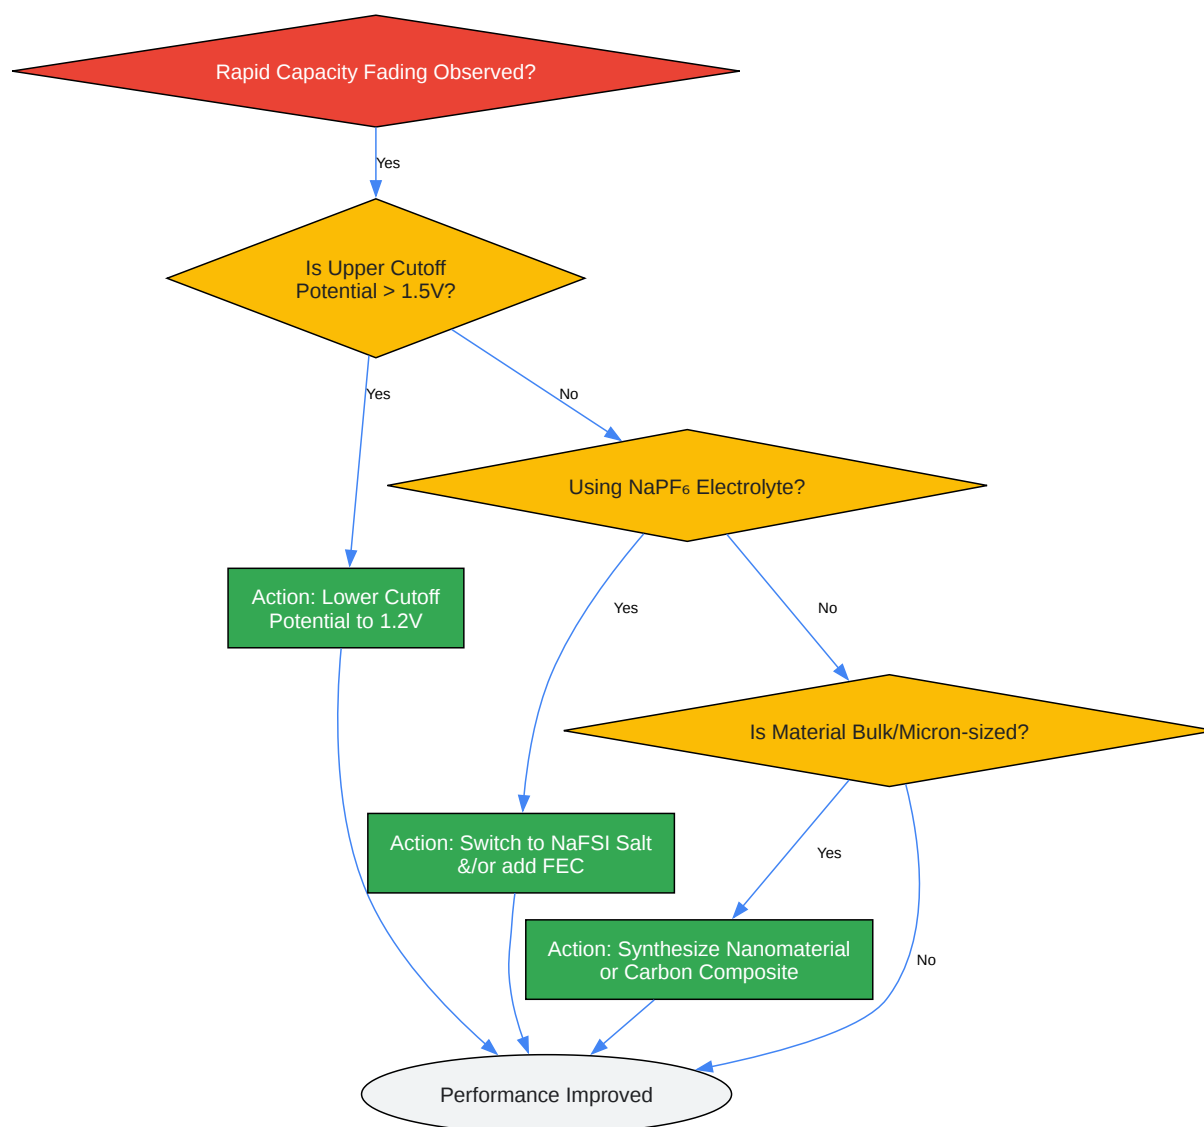 Rapid Capacity Fading Observed?
Yes
Is Upper Cutoff
Potential > 1.5V?
Yes
No
Using NaPF₆ Electrolyte?
Action: Lower Cutoff
Potential to 1.2V
Yes
No
Is Material Bulk/Micron-sized?
Action: Switch to NaFSI Salt
&/or add FEC
Yes
Action: Synthesize Nanomaterial
or Carbon Composite
No
Performance Improved